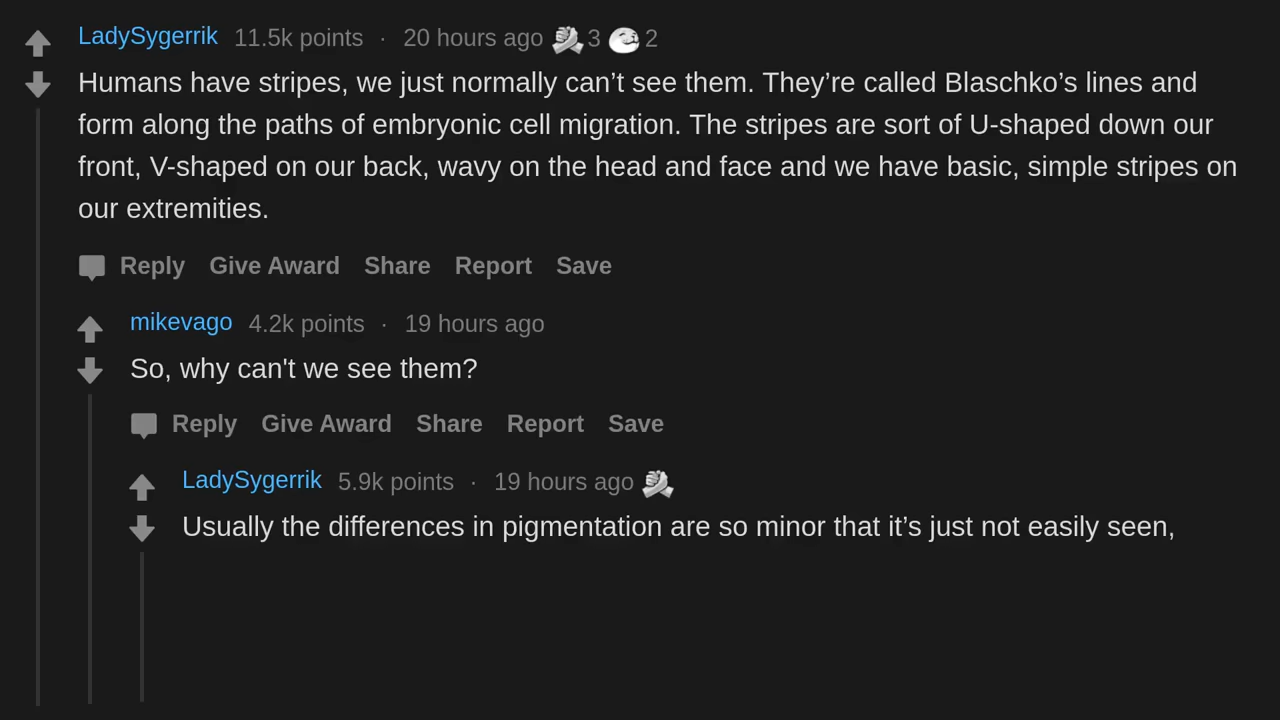 LadySygerrik 11.5k points · 20 hours ago 3 2
Humans have stripes, we just normally can’t see them. They’re called Blaschko’s lines and
form along the paths of embryonic cell migration. The stripes are sort of U-shaped down our
front, V-shaped on our back, wavy on the head and face and we have basic, simple stripes on
our extremities.
Reply Give Award Share Report Save
mikevago 4.2k points · 19 hours ago
So, why can't we see them?
Reply Give Award Share Report Save
LadySygerrik 5.9k points · 19 hours ago
Usually the differences in pigmentation are so minor that it’s just not easily seen,